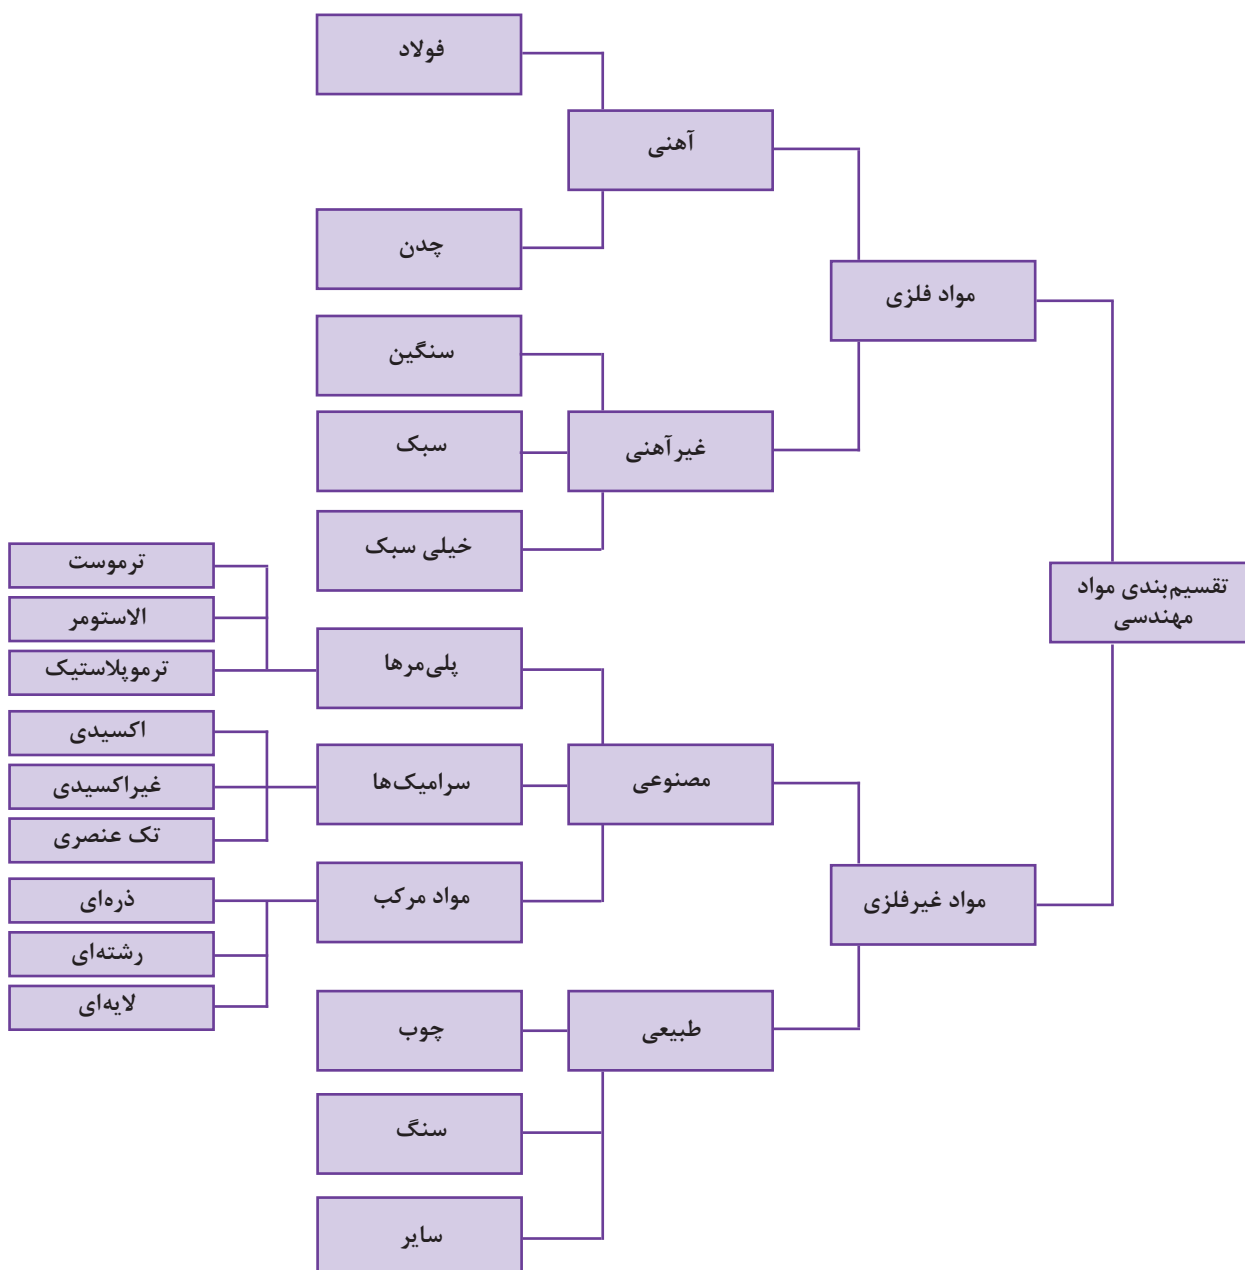 تقسیم‌بندی مواد
مهندسی
مواد فلزی
آهنی
فولاد
چدن
غیرآهنی
سنگین
سبک
خیلی سبک
مواد غیرفلزی
مصنوعی
پلی‌مرها
ترموست
الاستومر
ترموپلاستیک
سرامیک‌ها
اکسیدی
غیراکسیدی
تک عنصری
مواد مرکب
ذره‌ای
رشته‌ای
لایه‌ای
طبیعی
چوب
سنگ
سایر